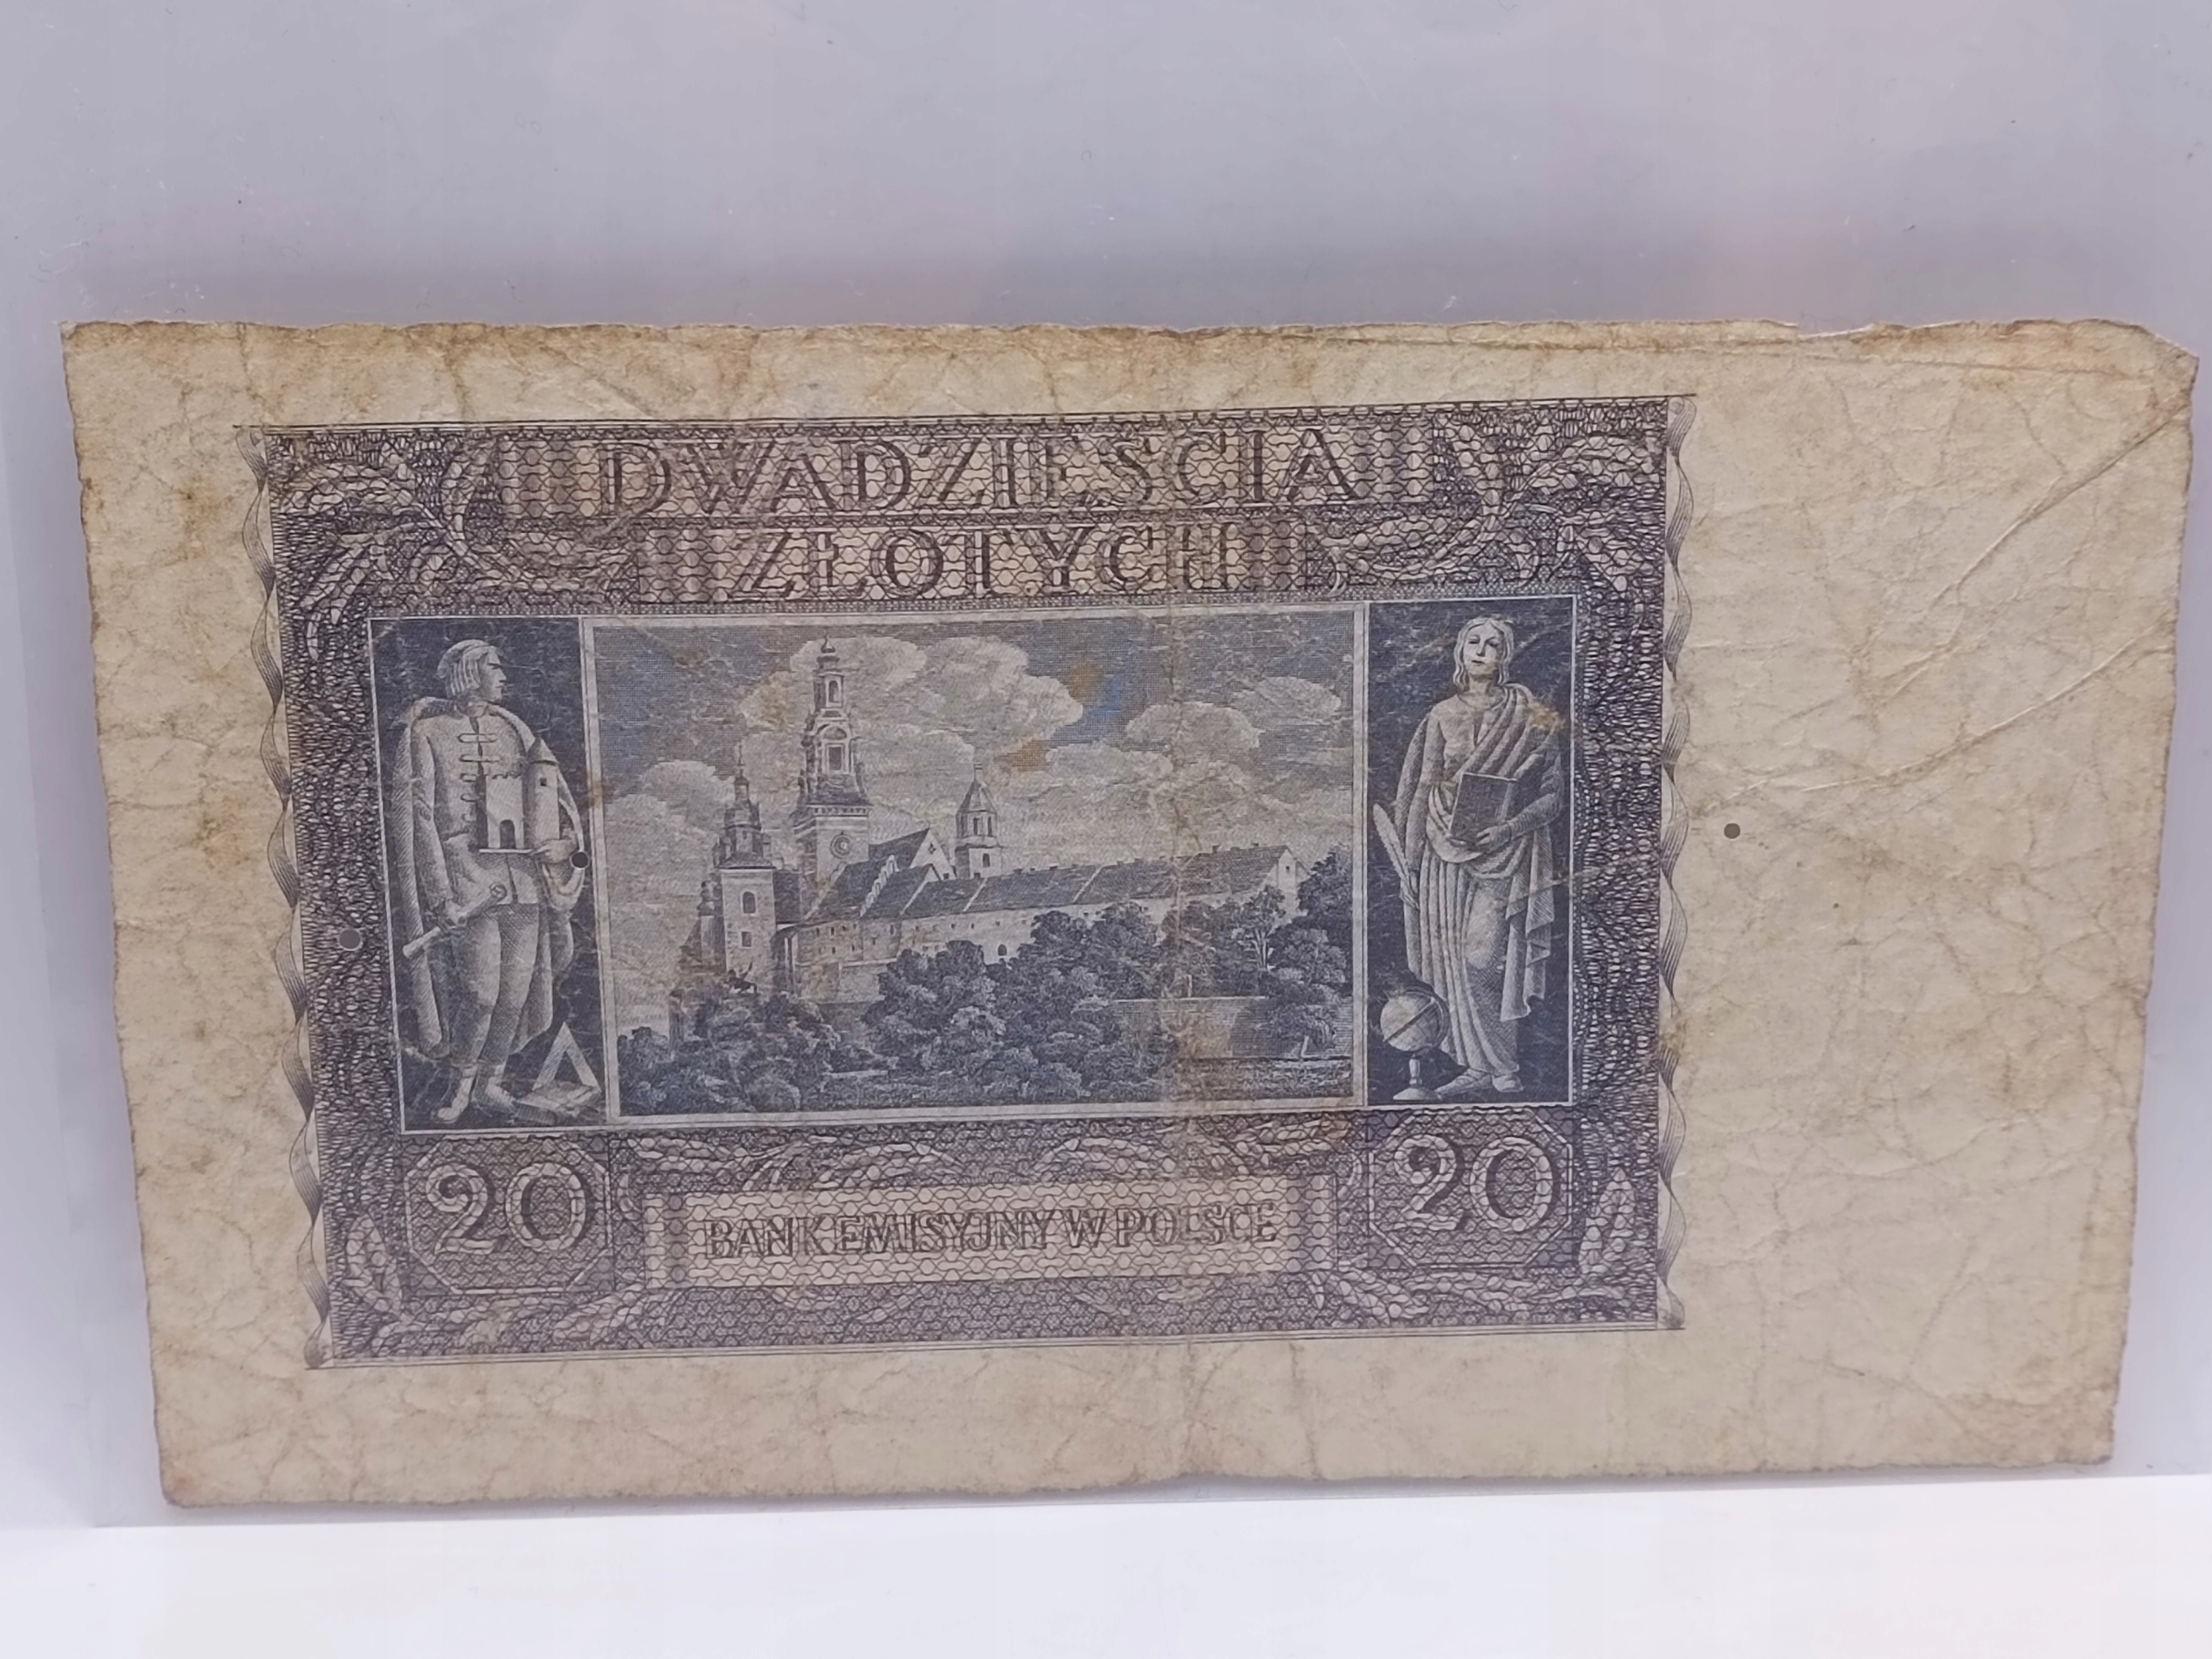 DWADZIEŚCIA
ZŁOTYCH
20 20
BANK EMISYJNY W POLSCE